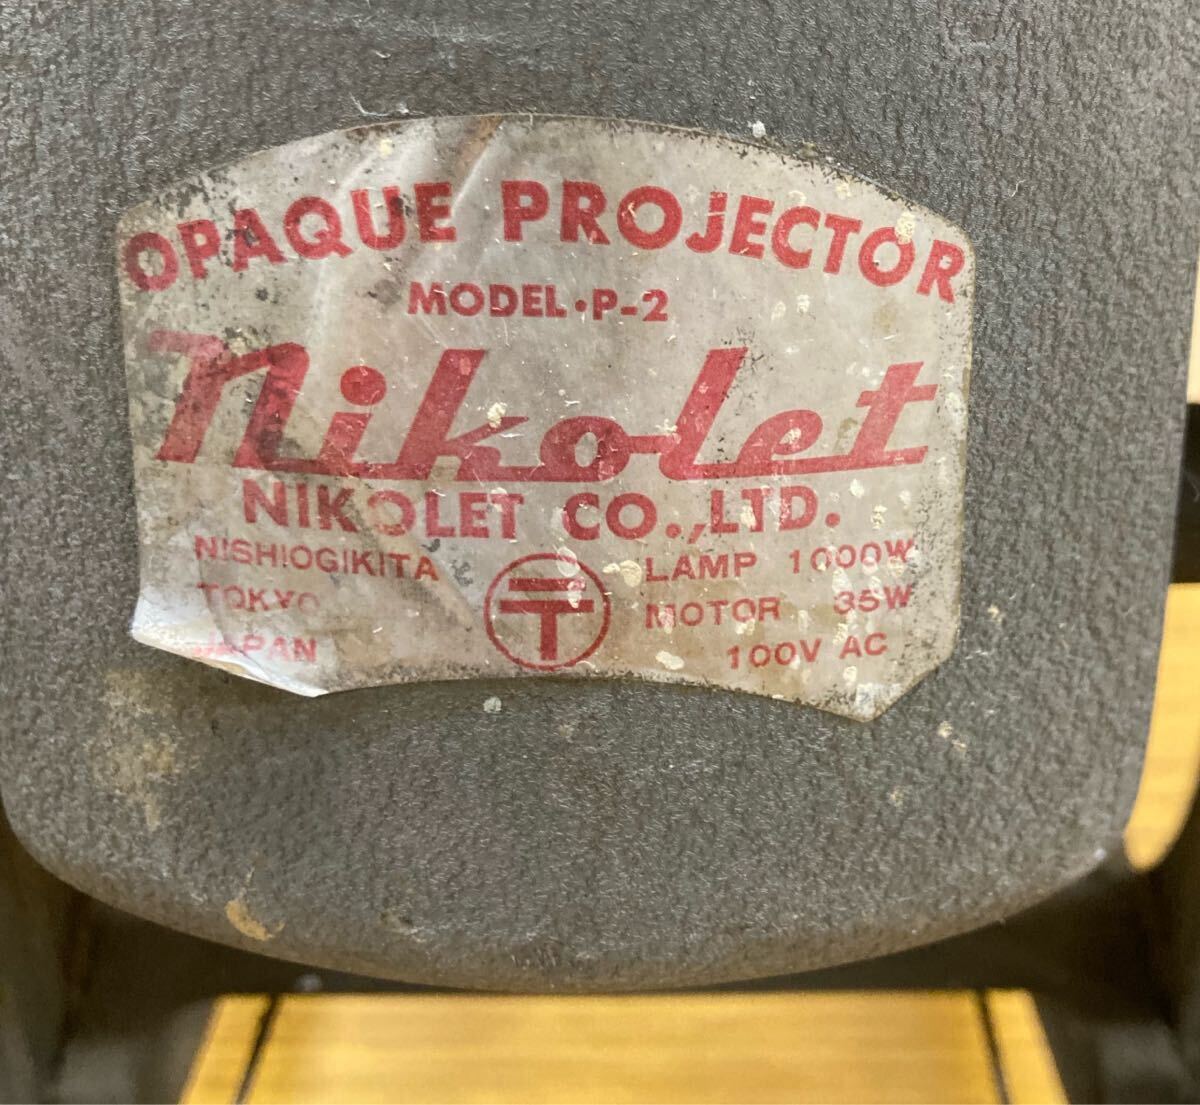 OPAQUE PROJECTOR
MODEL・P-2
nikolet
NIKOLET CO.,LTD.
NISHIOGIKITA
TOKYO
JAPAN
〒
LAMP 1000W
MOTOR 35W
100V AC